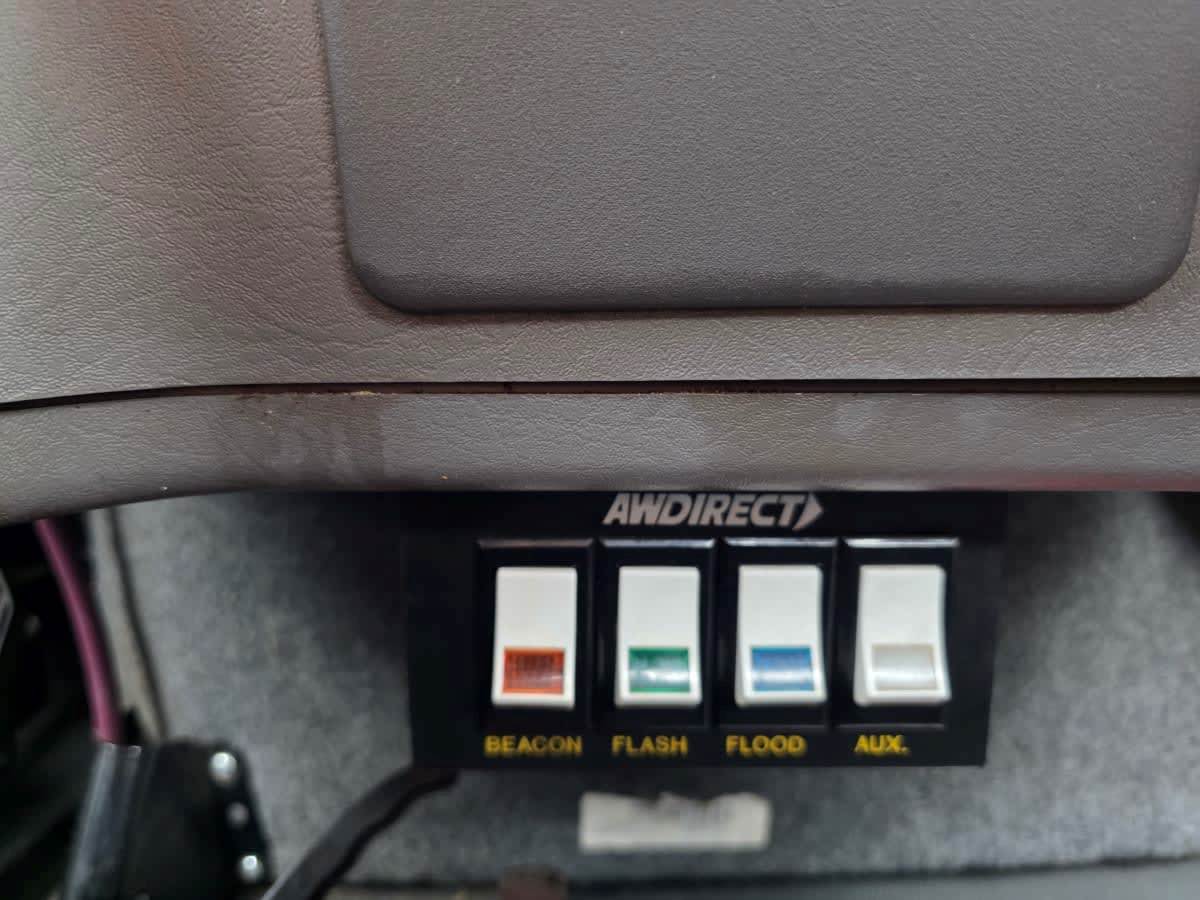 AWDIRECT
BEACON FLASH FLOOD AUX.